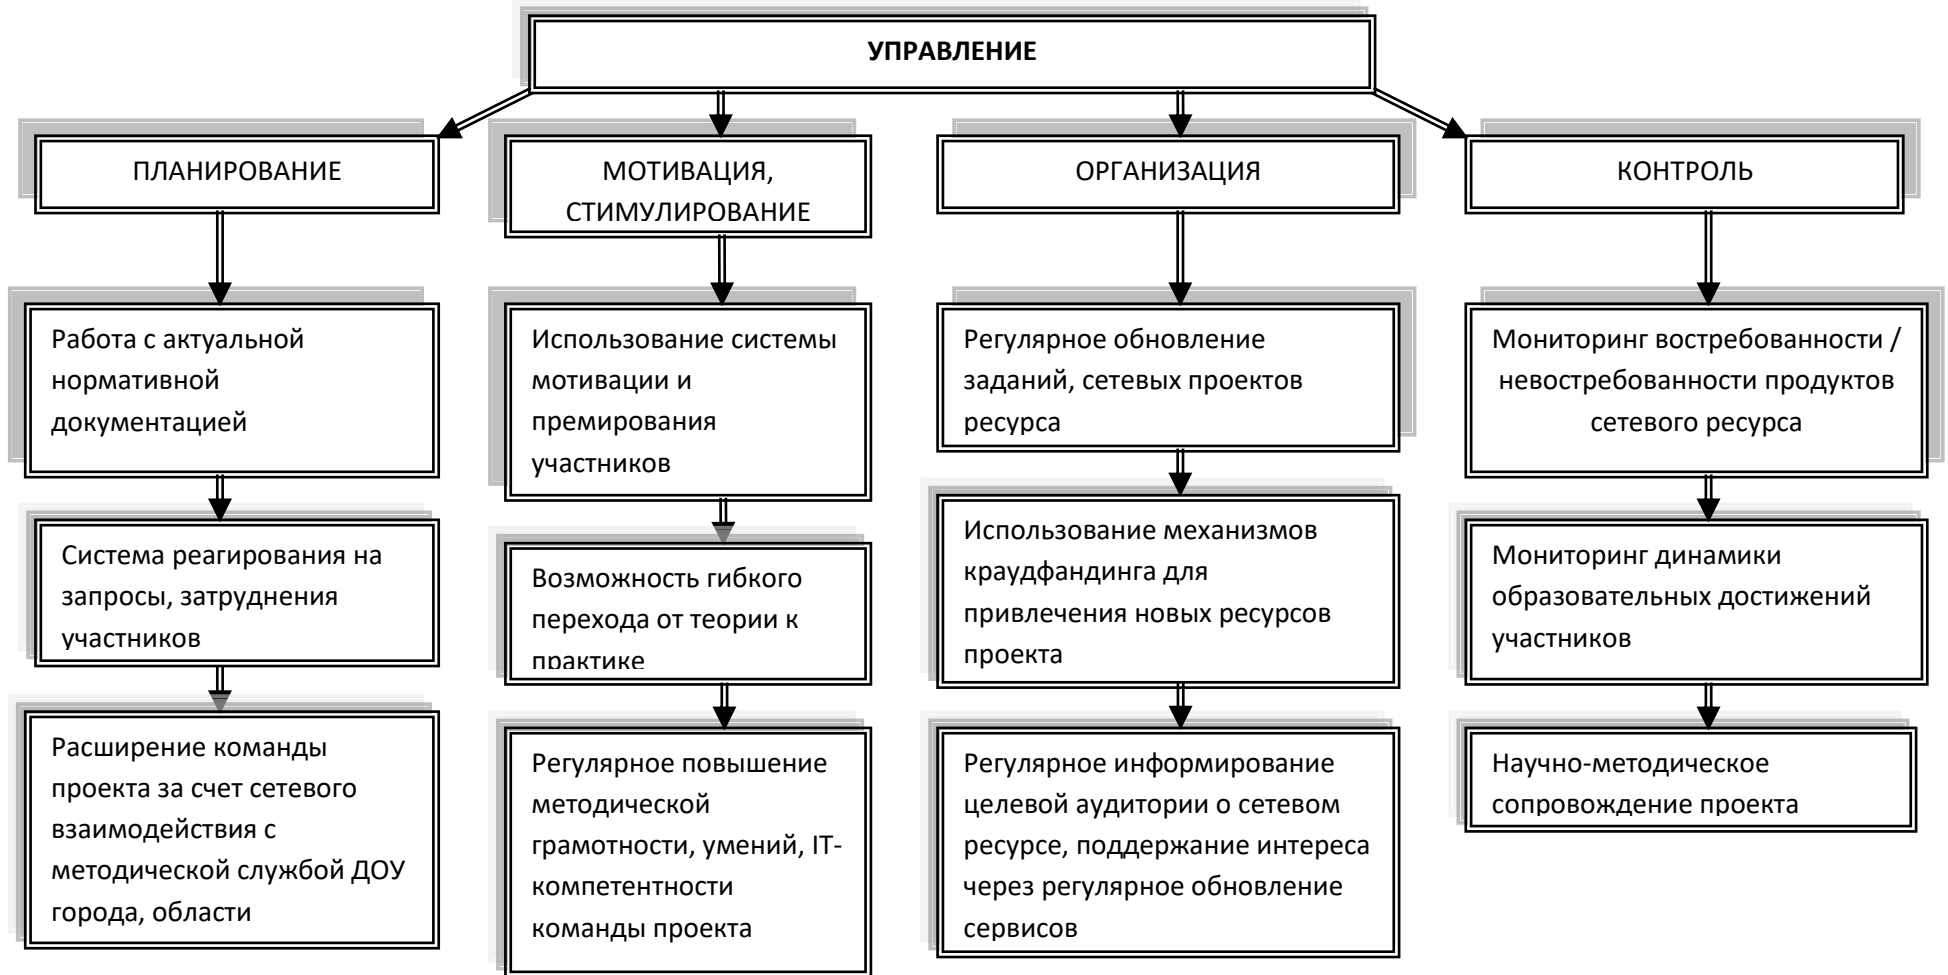 УПРАВЛЕНИЕ
ПЛАНИРОВАНИЕ
МОТИВАЦИЯ,
СТИМУЛИРОВАНИЕ
ОРГАНИЗАЦИЯ
КОНТРОЛЬ
Работа с актуальной
нормативной
документацией
Использование системы
мотивации и
премирования
участников
Регулярное обновление
заданий, сетевых проектов
ресурса
Мониторинг востребованности /
невостребованности продуктов
сетевого ресурса
Система реагирования на
запросы, затруднения
участников
Возможность гибкого
перехода от теории к
практике
Использование механизмов
краудфандинга для
привлечения новых ресурсов
проекта
Мониторинг динамики
образовательных достижений
участников
Расширение команды
проекта за счет сетевого
взаимодействия с
методической службой ДОУ
города, области
Регулярное повышение
методической
грамотности, умений, IT-
компетентности
команды проекта
Регулярное информирование
целевой аудитории о сетевом
ресурсе, поддержание интереса
через регулярное обновление
сервисов
Научно-методическое
сопровождение проекта